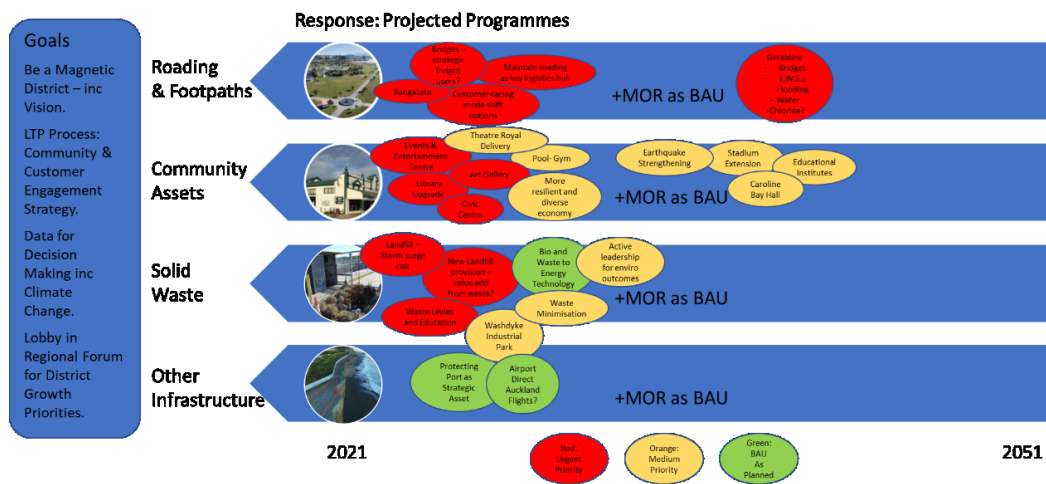 Response: Projected Programmes
Goals
Be a Magnetic
District – inc
Vision.
LTP Process:
Community &
Customer
Engagement
Strategy.
Data for
Decision
Making inc
Climate
Change.
Lobby in
Regional Forum
for District
Growth
Priorities.
Roading
& Footpaths
Bridges –
strategic
freight
users?
Maintain roading
as key logistics hub
Rangatata
Customer-facing
mode shift
options
+MOR as BAU
Geraldine
- Bridges
- E.W.E.s
- Flooding
- Water
-Chlorine?
Community
Assets
Theatre Royal
Delivery
Events &
Entertainment
Centre
Pool- Gym
Art Gallery
Library
Upgrade
Civic
Centre
More
resilient and
diverse
economy
+MOR as BAU
Earthquake
Strengthening
Stadium
Extension
Educational
Institutes
Caroline
Bay Hall
Solid
Waste
Landfill –
Storm surge
risk
New Landfill
provision –
value add
from waste?
Waste Levies
and Education
Bio and
Waste to
Energy
Technology
Active
leadership
for enviro
outcomes
Waste
Minimisation
+MOR as BAU
Washdyke
Industrial
Park
Other
Infrastructure
Protecting
Port as
Strategic
Asset
Airport
Direct
Auckland
Flights?
+MOR as BAU
2021
2051
Red:
Urgent
Priority
Orange:
Medium
Priority
Green:
BAU
As
Planned